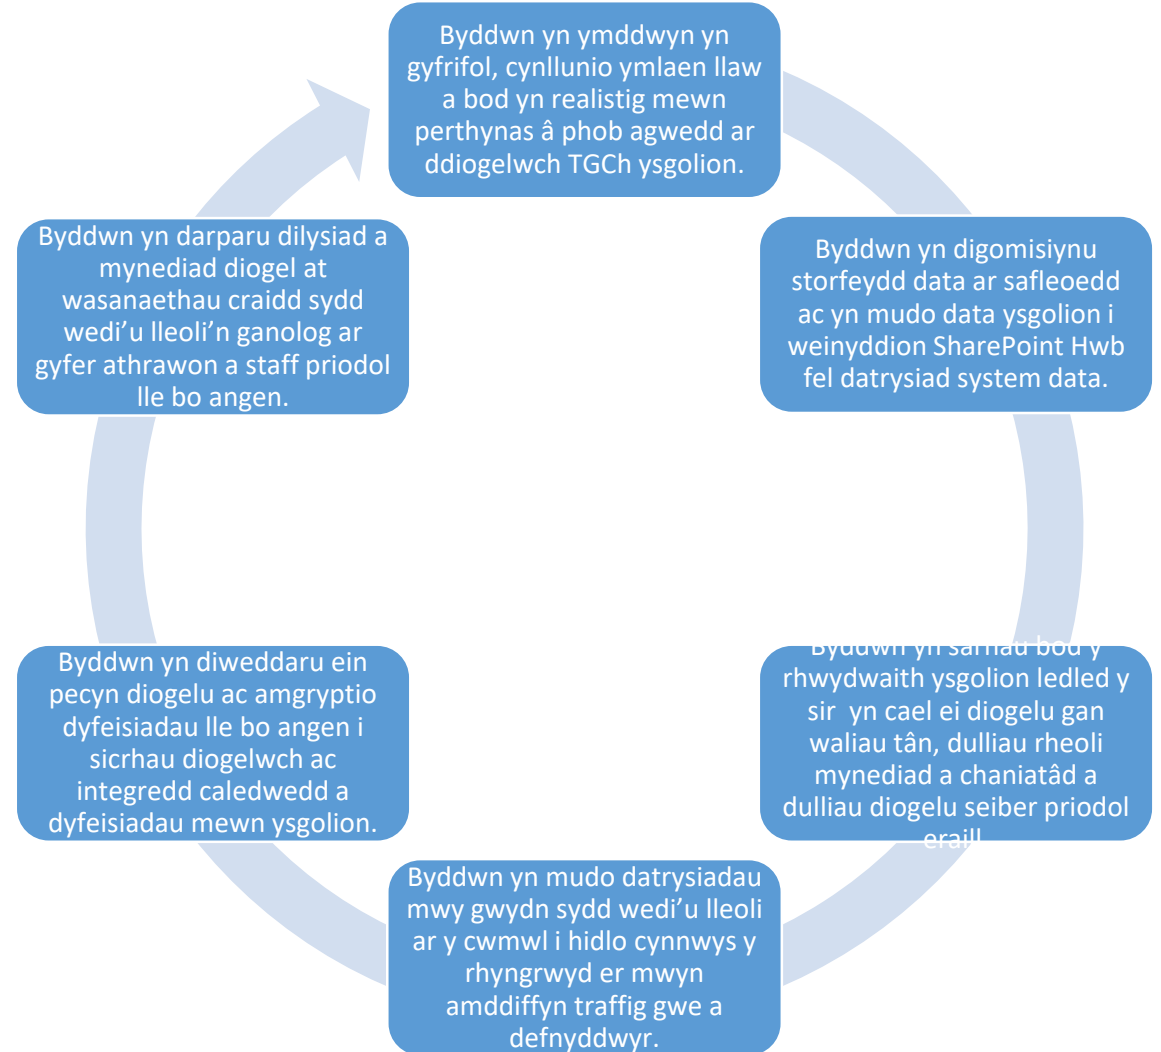 Byddwn yn ymddwyn yn
gyfrifol, cynllunio ymlaen llaw
a bod yn realistig mewn
perthynas â phob agwedd ar
ddiogelwch TGCh ysgolion.
Byddwn yn digomisiynu
storfeydd data ar safleoedd
ac yn mudo data ysgolion i
weinyddion SharePoint Hwb
fel datrysiad system data.
Byddwn yn sarhau bod y
rhwydwaith ysgolion ledled y
sir yn cael ei diogelu gan
waliau tân, dulliau rheoli
mynediad a chaniatâd a
dulliau diogelu seiber priodol
eraill
Byddwn yn mudo datrysiadau
mwy gwydn sydd wedi’u lleoli
ar y cwmwl i hidlo cynnwys y
rhyngrwyd er mwyn
amddiffyn traffig gwe a
defnyddwyr.
Byddwn yn diweddaru ein
pecyn diogelu ac amgryptio
dyfeisiadau lle bo angen i
sicrhau diogelwch ac
integredd caledwedd a
dyfeisiadau mewn ysgolion.
Byddwn yn darparu dilysiad a
mynediad diogel at
wasanaethau craidd sydd
wedi’u lleoli’n ganolog ar
gyfer athrawon a staff priodol
lle bo angen.